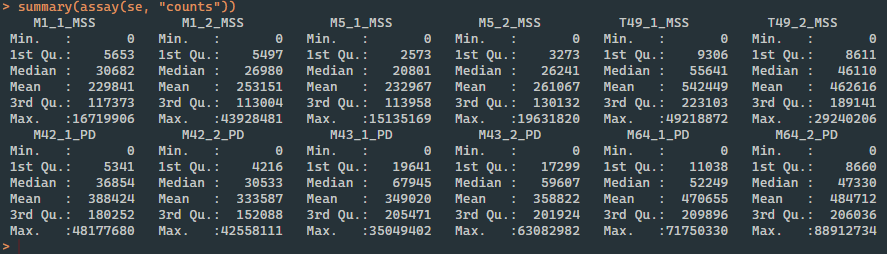 > summary(assay(se, "counts"))
M1_1_MSS M1_2_MSS M5_1_MSS M5_2_MSS T49_1_MSS T49_2_MSS
Min. : 0 Min. : 0 Min. : 0 Min. : 0 Min. : 0 Min. : 0
1st Qu.: 5653 1st Qu.: 5497 1st Qu.: 2573 1st Qu.: 3273 1st Qu.: 9306 1st Qu.: 8611
Median : 30682 Median : 26980 Median : 20801 Median : 26241 Median : 55641 Median : 46110
Mean : 229841 Mean : 253151 Mean : 232967 Mean : 261067 Mean : 542449 Mean : 462616
3rd Qu.: 117373 3rd Qu.: 113004 3rd Qu.: 113958 3rd Qu.: 130132 3rd Qu.: 223103 3rd Qu.: 189141
Max. :16719906 Max. :43928481 Max. :15135169 Max. :19631820 Max. :49218872 Max. :29240206
M42_1_PD M42_2_PD M43_1_PD M43_2_PD M64_1_PD M64_2_PD
Min. : 0 Min. : 0 Min. : 0 Min. : 0 Min. : 0 Min. : 0
1st Qu.: 5341 1st Qu.: 4216 1st Qu.: 19641 1st Qu.: 17299 1st Qu.: 11038 1st Qu.: 8660
Median : 36854 Median : 30533 Median : 67945 Median : 59607 Median : 52249 Median : 47330
Mean : 388424 Mean : 333587 Mean : 349020 Mean : 358822 Mean : 470655 Mean : 484712
3rd Qu.: 180252 3rd Qu.: 152088 3rd Qu.: 205471 3rd Qu.: 201924 3rd Qu.: 209896 3rd Qu.: 206036
Max. :48177680 Max. :42558111 Max. :35049402 Max. :63082982 Max. :71750330 Max. :88912734
>